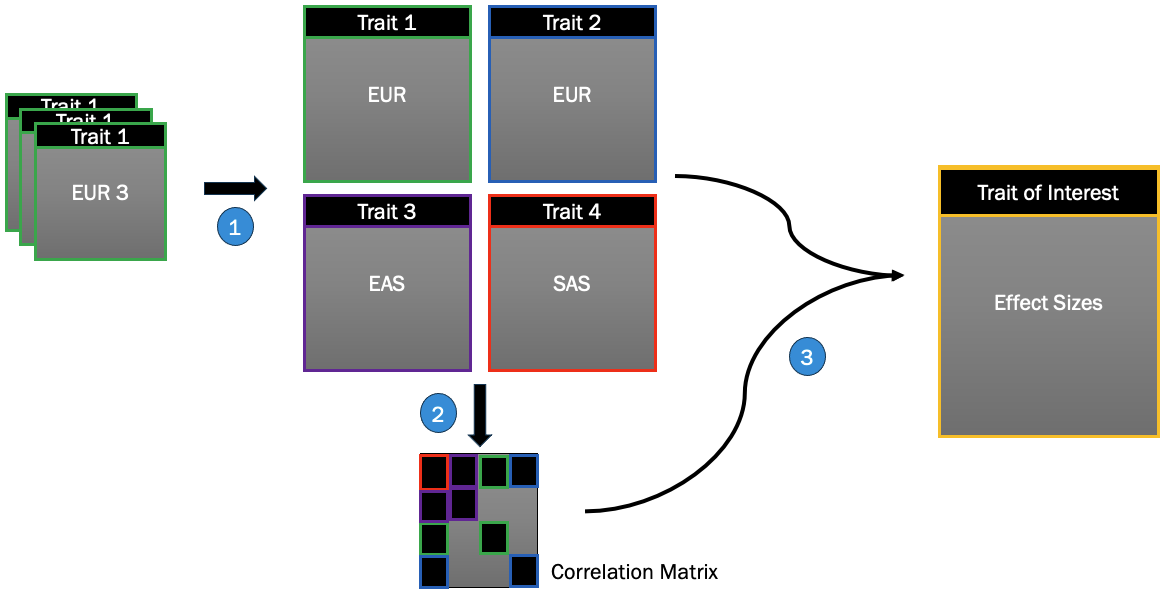 Trait 1
Trait 1
Trait 1
EUR 3
1
Trait 1
EUR
Trait 2
EUR
Trait 3
EAS
Trait 4
SAS
2
Correlation Matrix
3
Trait of Interest
Effect Sizes